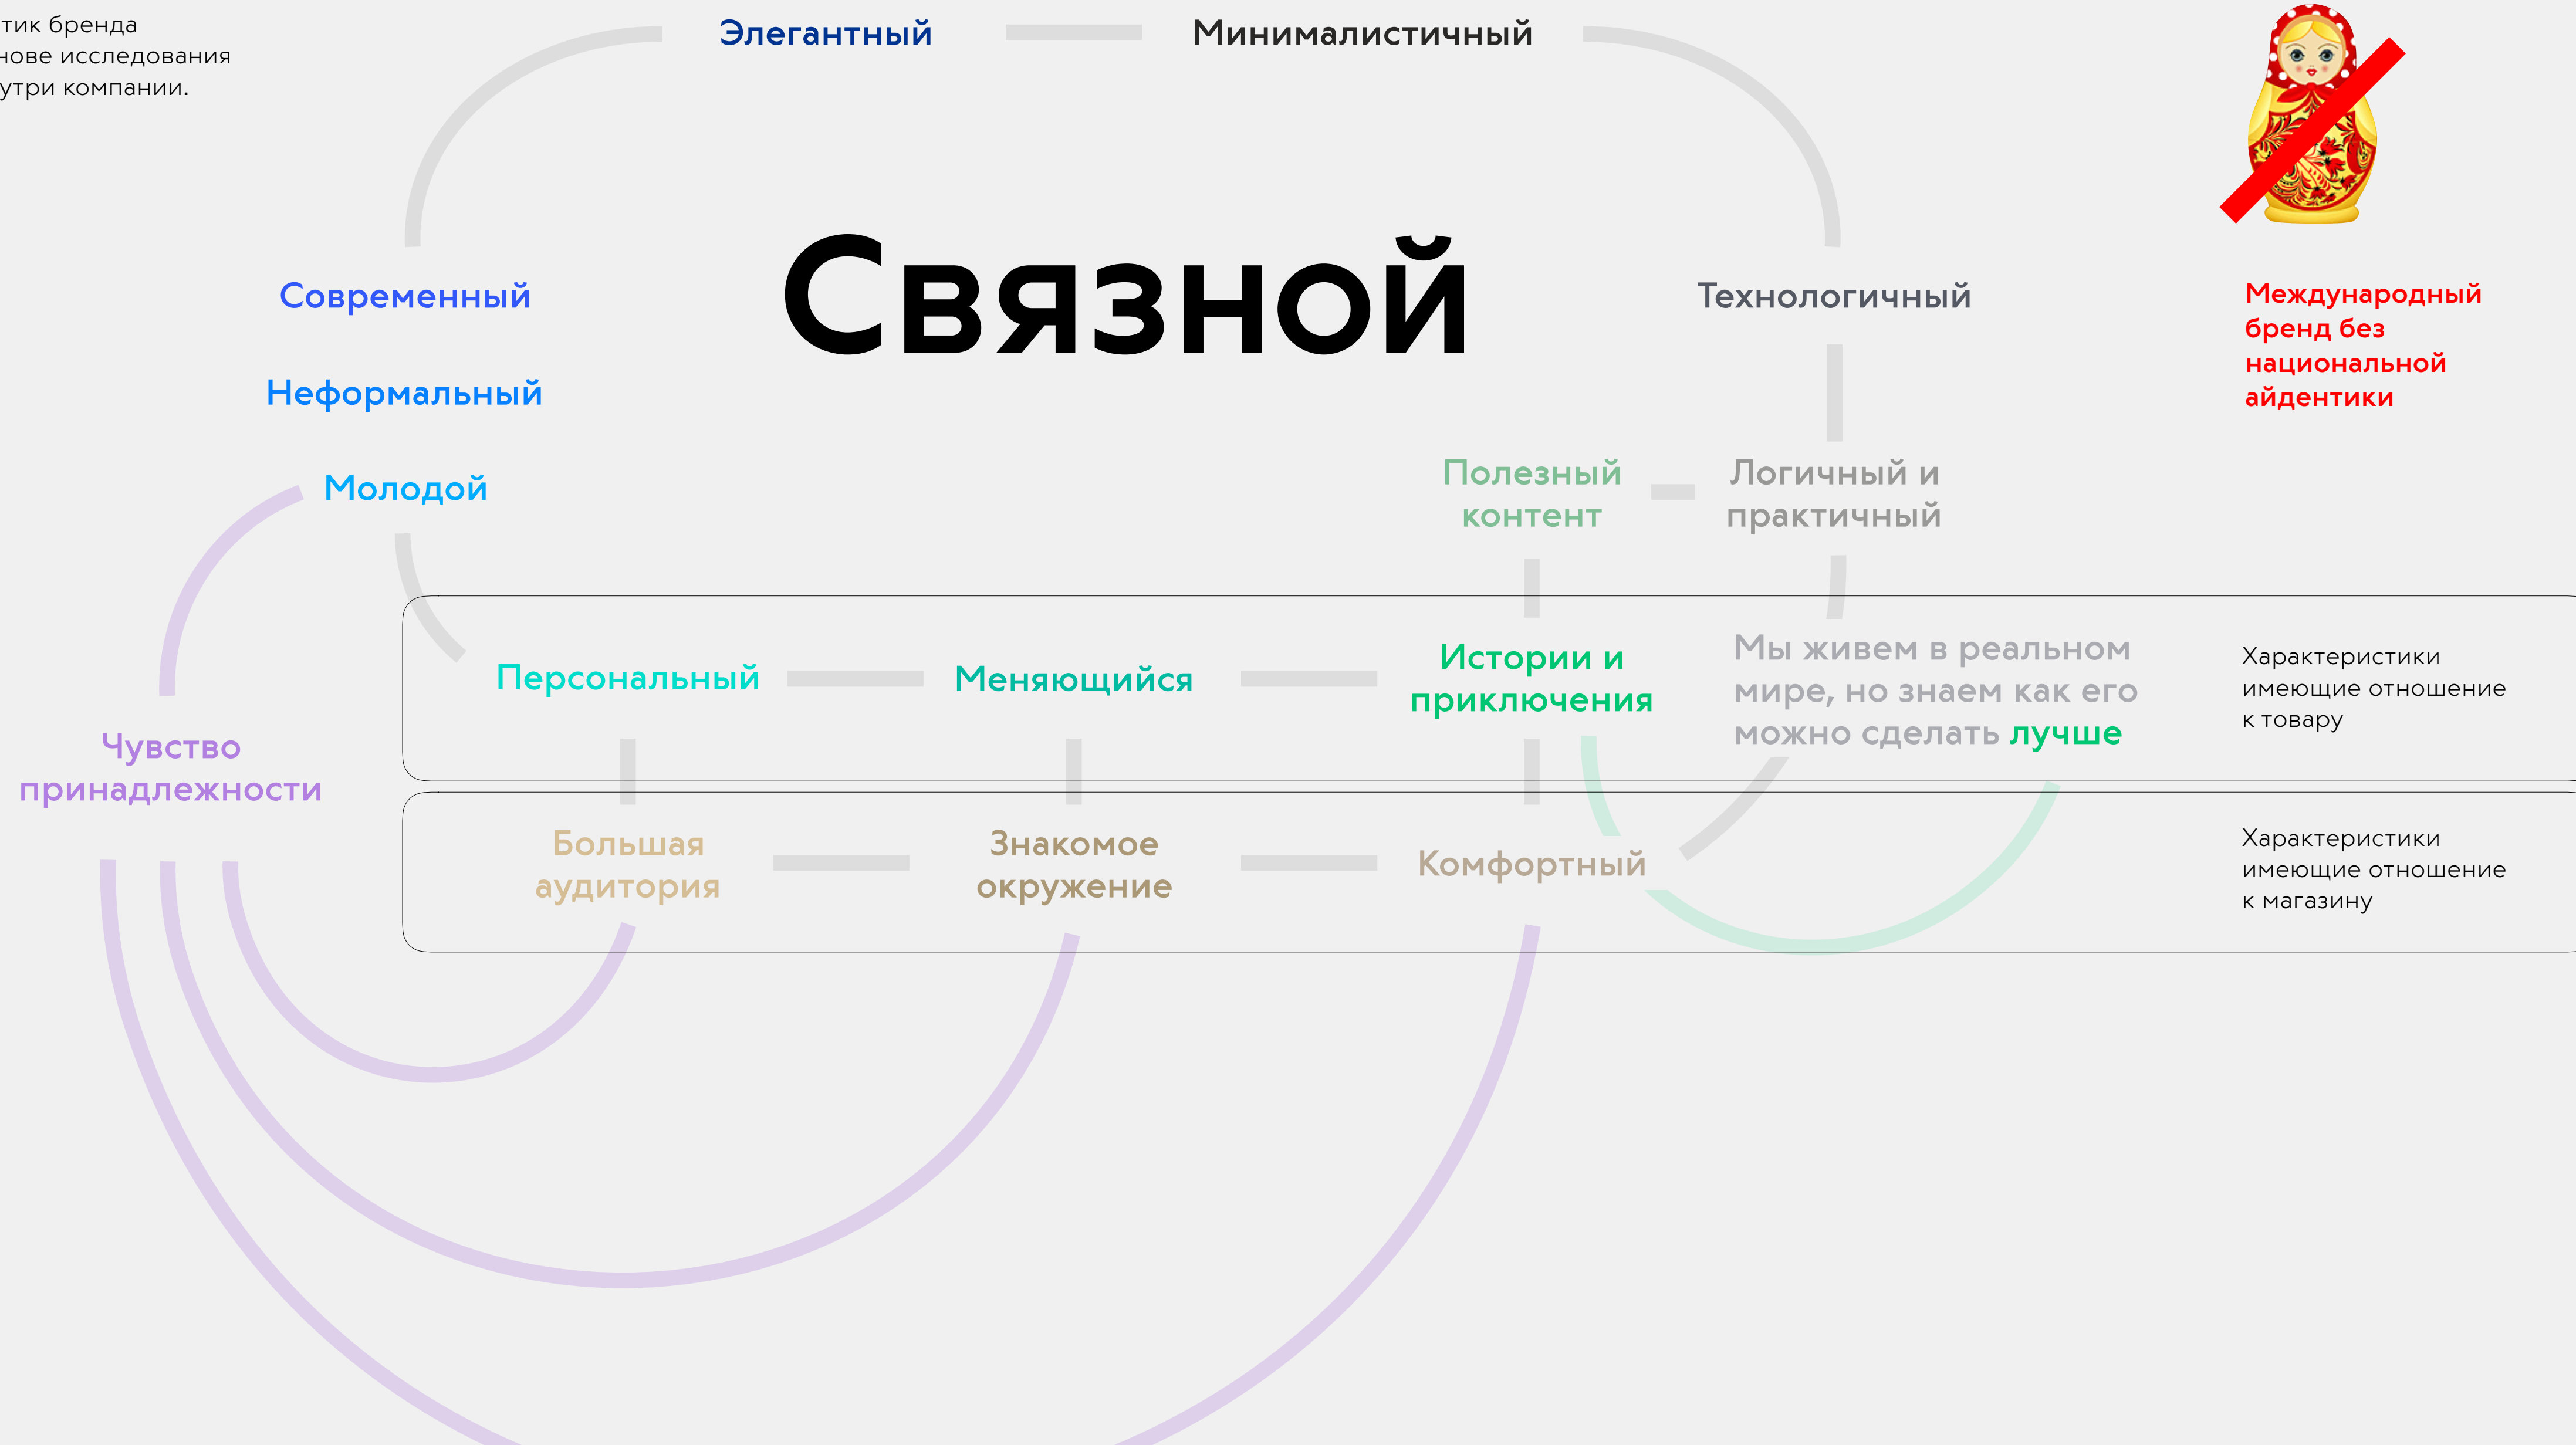 тик бренда
нове исследования
утри компании.
Элегантный
Минималистичный
Связной
Современный
Неформальный
Молодой
Технологичный
Международный
бренд без
национальной
айдентики
Полезный
контент
Логичный и
практичный
Персональный
Меняющийся
Истории и
приключения
Мы живем в реальном
мире, но знаем как его
можно сделать лучше
Характеристики
имеющие отношение
к товару
Чувство
принадлежности
Большая
аудитория
Знакомое
окружение
Комфортный
Характеристики
имеющие отношение
к магазину